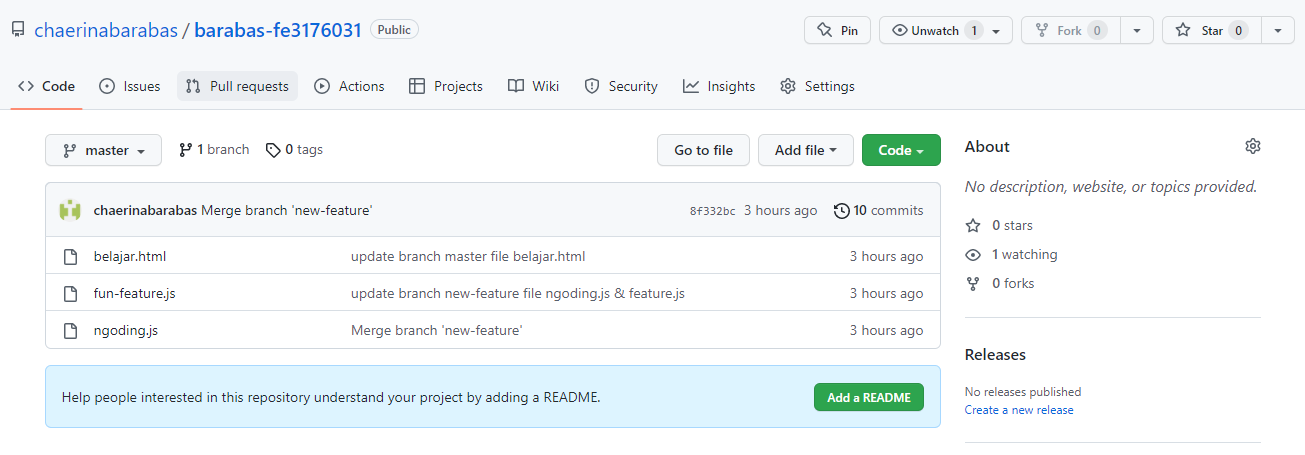 chaerinabarabas / barabas-fe3176031 Public
Pin Unwatch 1 Fork 0 Star 0
Code Issues Pull requests Actions Projects Wiki Security Insights Settings
master 1 branch 0 tags Go to file Add file Code
chaerinabarabas Merge branch 'new-feature' 8f332bc 3 hours ago 10 commits
belajar.html update branch master file belajar.html 3 hours ago
fun-feature.js update branch new-feature file ngoding.js & feature.js 3 hours ago
ngoding.js Merge branch 'new-feature' 3 hours ago
Help people interested in this repository understand your project by adding a README. Add a README
About
No description, website, or topics provided.
0 stars
1 watching
0 forks
Releases
No releases published
Create a new release